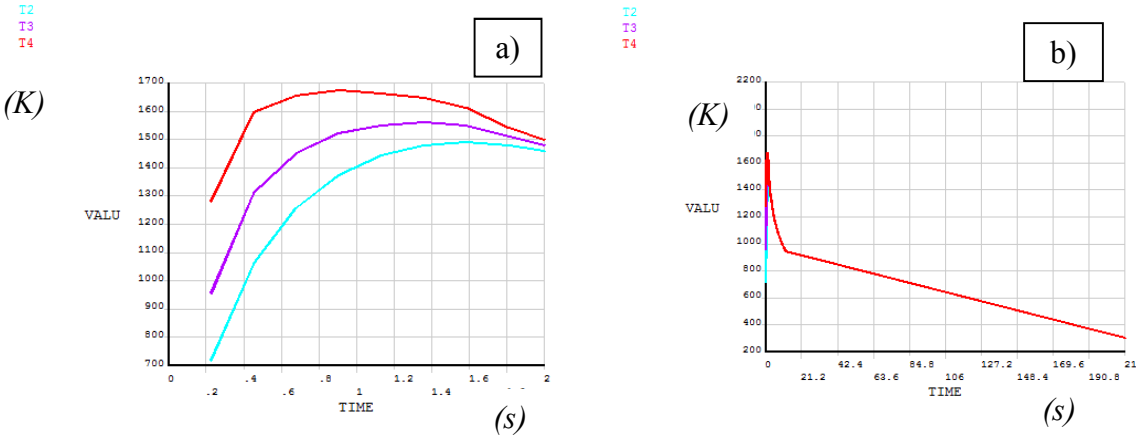 T2
T3
T4
a)
(K)
1700
1600
1500
1400
1300
1200
1100
1000
900
800
700
VALU
0 .4 .8 1.2 1.6 2
.2 .6 1 1.4
TIME
(s)
T2
T3
T4
b)
(K)
2200
1600
1400
1200
1000
800
600
400
200
VALU
0 42.4 84.8 127.2 169.6 21
21.2 63.6 106 148.4 190.8
TIME
(s)